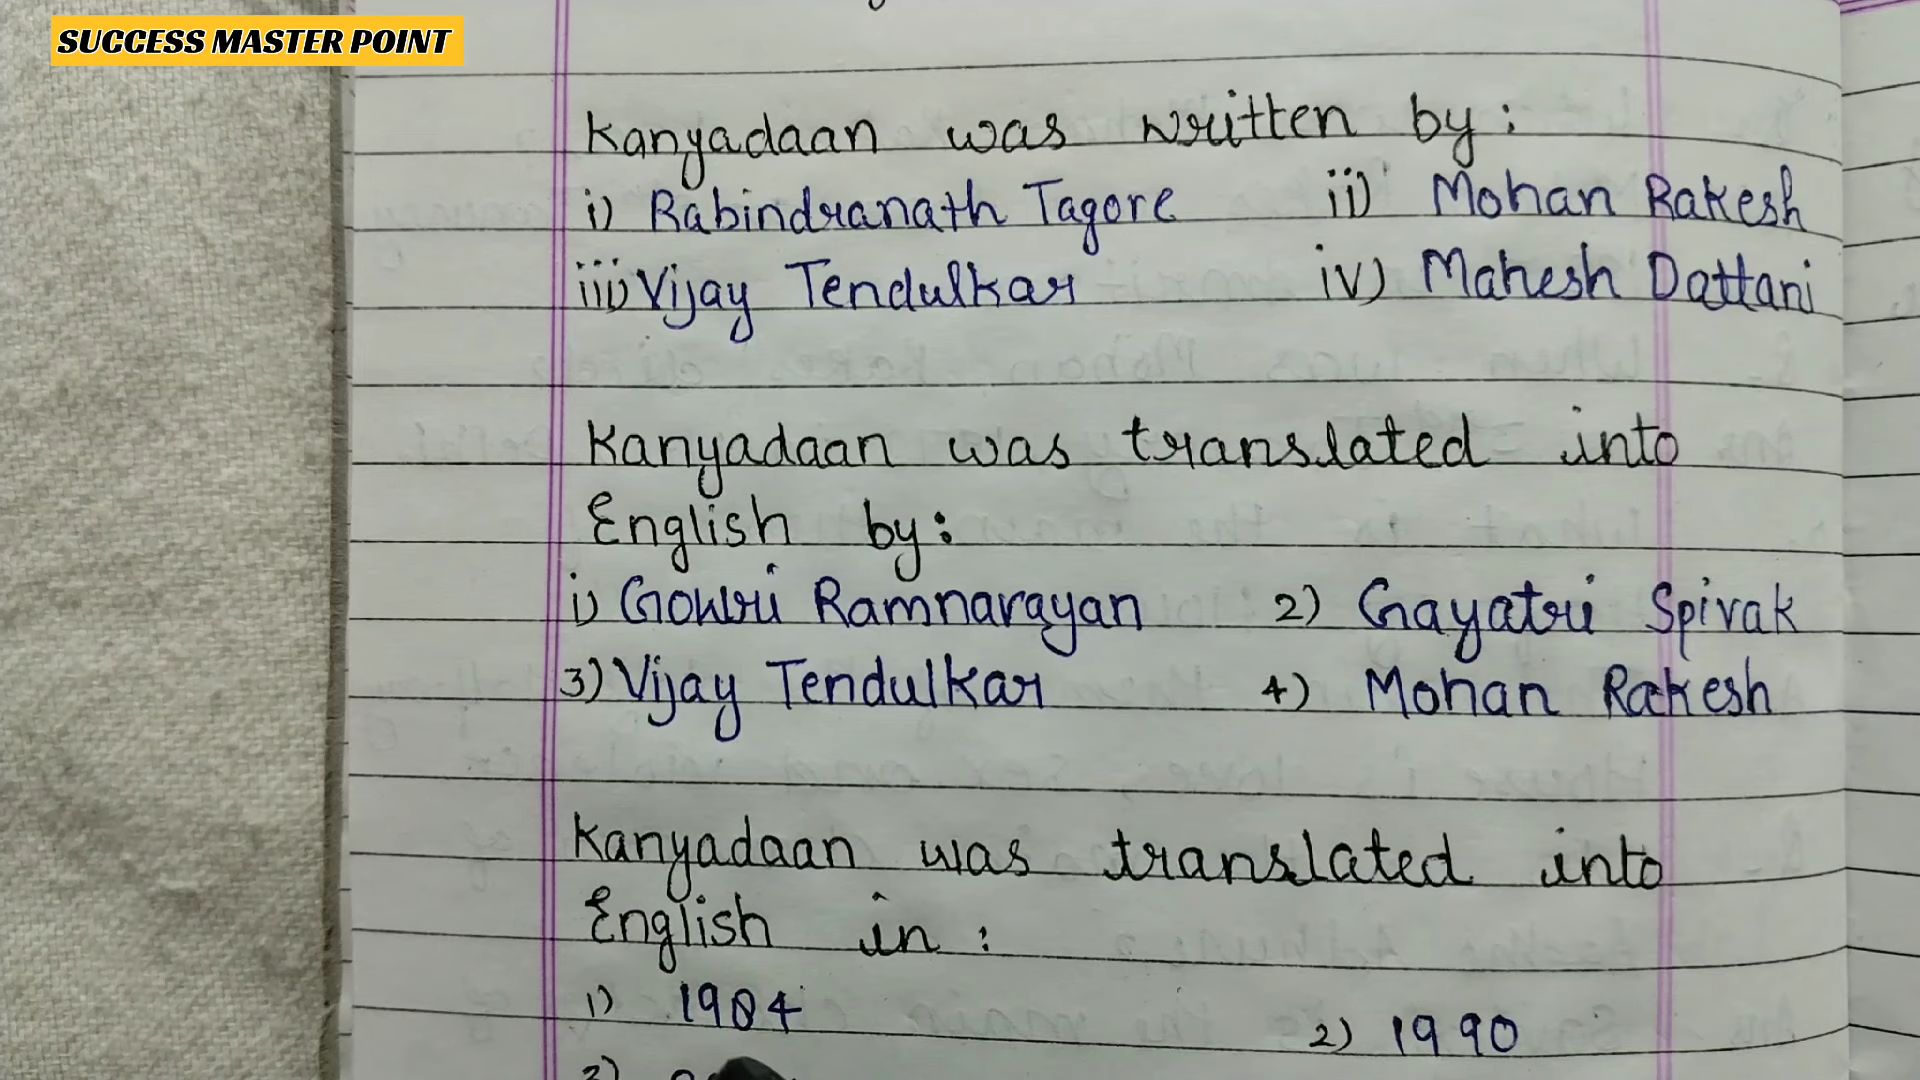 SUCCESS MASTER POINT
Kanyadaan was written by:
i) Rabindranath Tagore ii) Mohan Rakesh
iii) Vijay Tendulkar iv) Mahesh Dattani
Kanyadaan was translated into
English by:
i) Gowri Ramnarayan 2) Gayatri Spivak
3) Vijay Tendulkar 4) Mohan Rakesh
Kanyadaan was translated into
English in:
1) 1984 2) 1990
3)